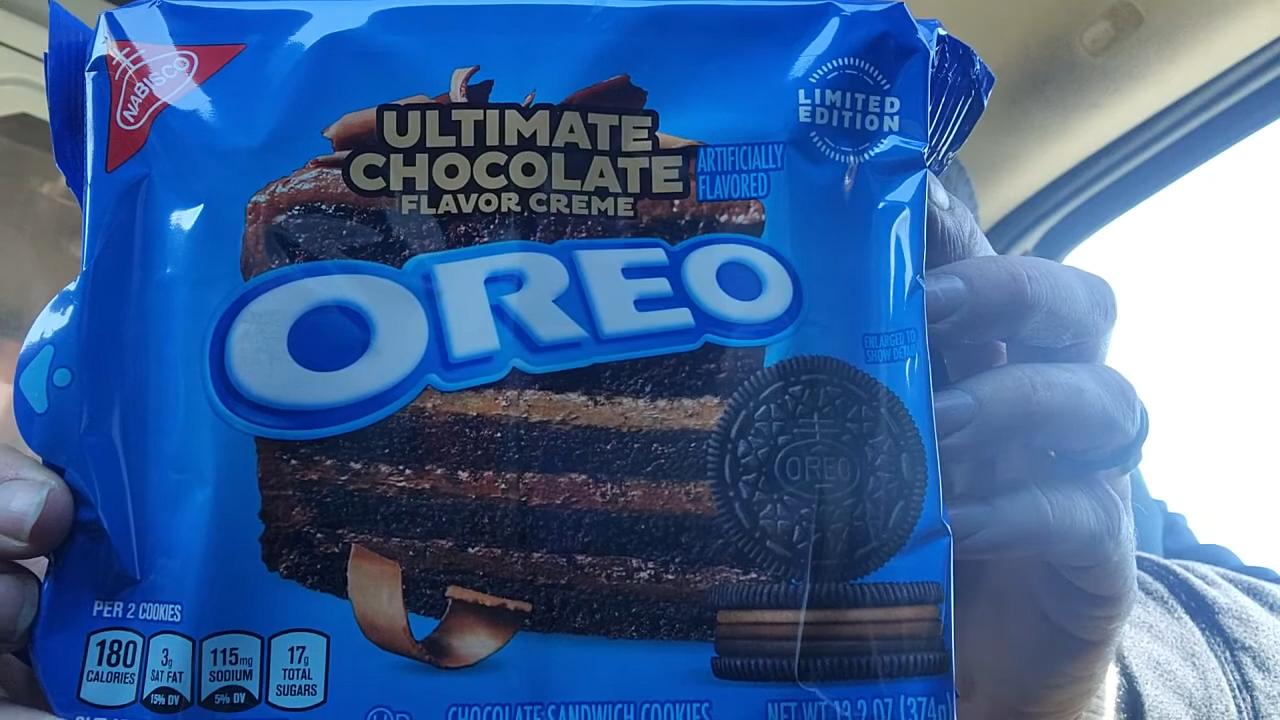 NABISCO
LIMITED
EDITION
ULTIMATE
CHOCOLATE
FLAVOR CREME
ARTIFICIALLY
FLAVORED
OREO
ENLARGED TO
SHOW DETAIL
OREO
PER 2 COOKIES
180
CALORIES
3g
SAT FAT
15% DV
115mg
SODIUM
5% DV
17g
TOTAL
SUGARS
CHOCOLATE SANDWICH COOKIES
NET WT 13.2 OZ (374g)